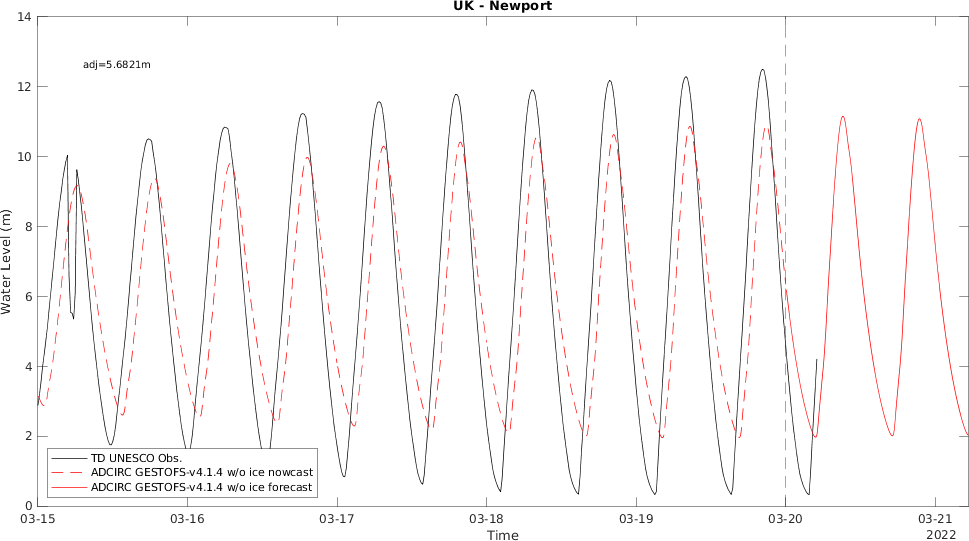 UK - Newport
adj=5.6821m
Water Level (m)
14
12
10
8
6
4
2
0
TD UNESCO Obs.
ADCIRC GESTOFS-v4.1.4 w/o ice nowcast
ADCIRC GESTOFS-v4.1.4 w/o ice forecast
03-15 03-16 03-17 03-18 03-19 03-20 03-21
Time
2022